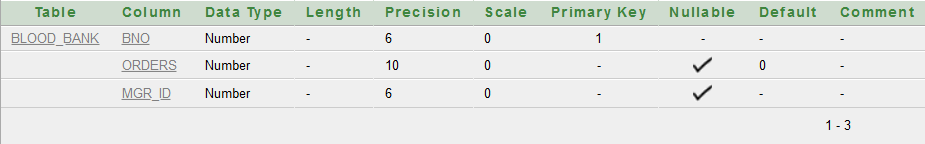 Table Column Data Type Length Precision Scale Primary Key Nullable Default Comment
BLOOD_BANK BNO Number - 6 0 1 - - -
ORDERS Number - 10 0 - ✓ 0 -
MGR_ID Number - 6 0 - ✓ - -
1 - 3